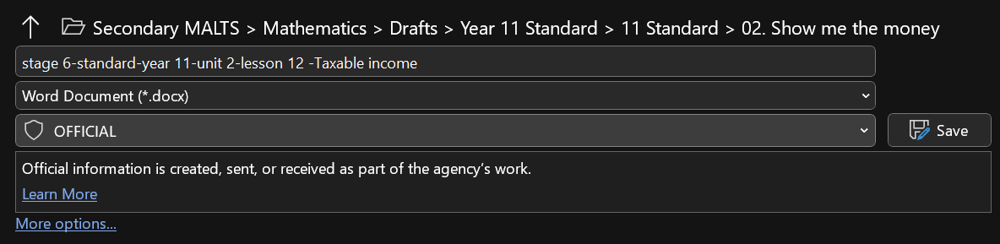 Secondary MALTS > Mathematics > Drafts > Year 11 Standard > 11 Standard > 02. Show me the money
stage 6-standard-year 11-unit 2-lesson 12 -Taxable income
Word Document (*.docx)
OFFICIAL
Save
Official information is created, sent, or received as part of the agency's work.
Learn More
More options...